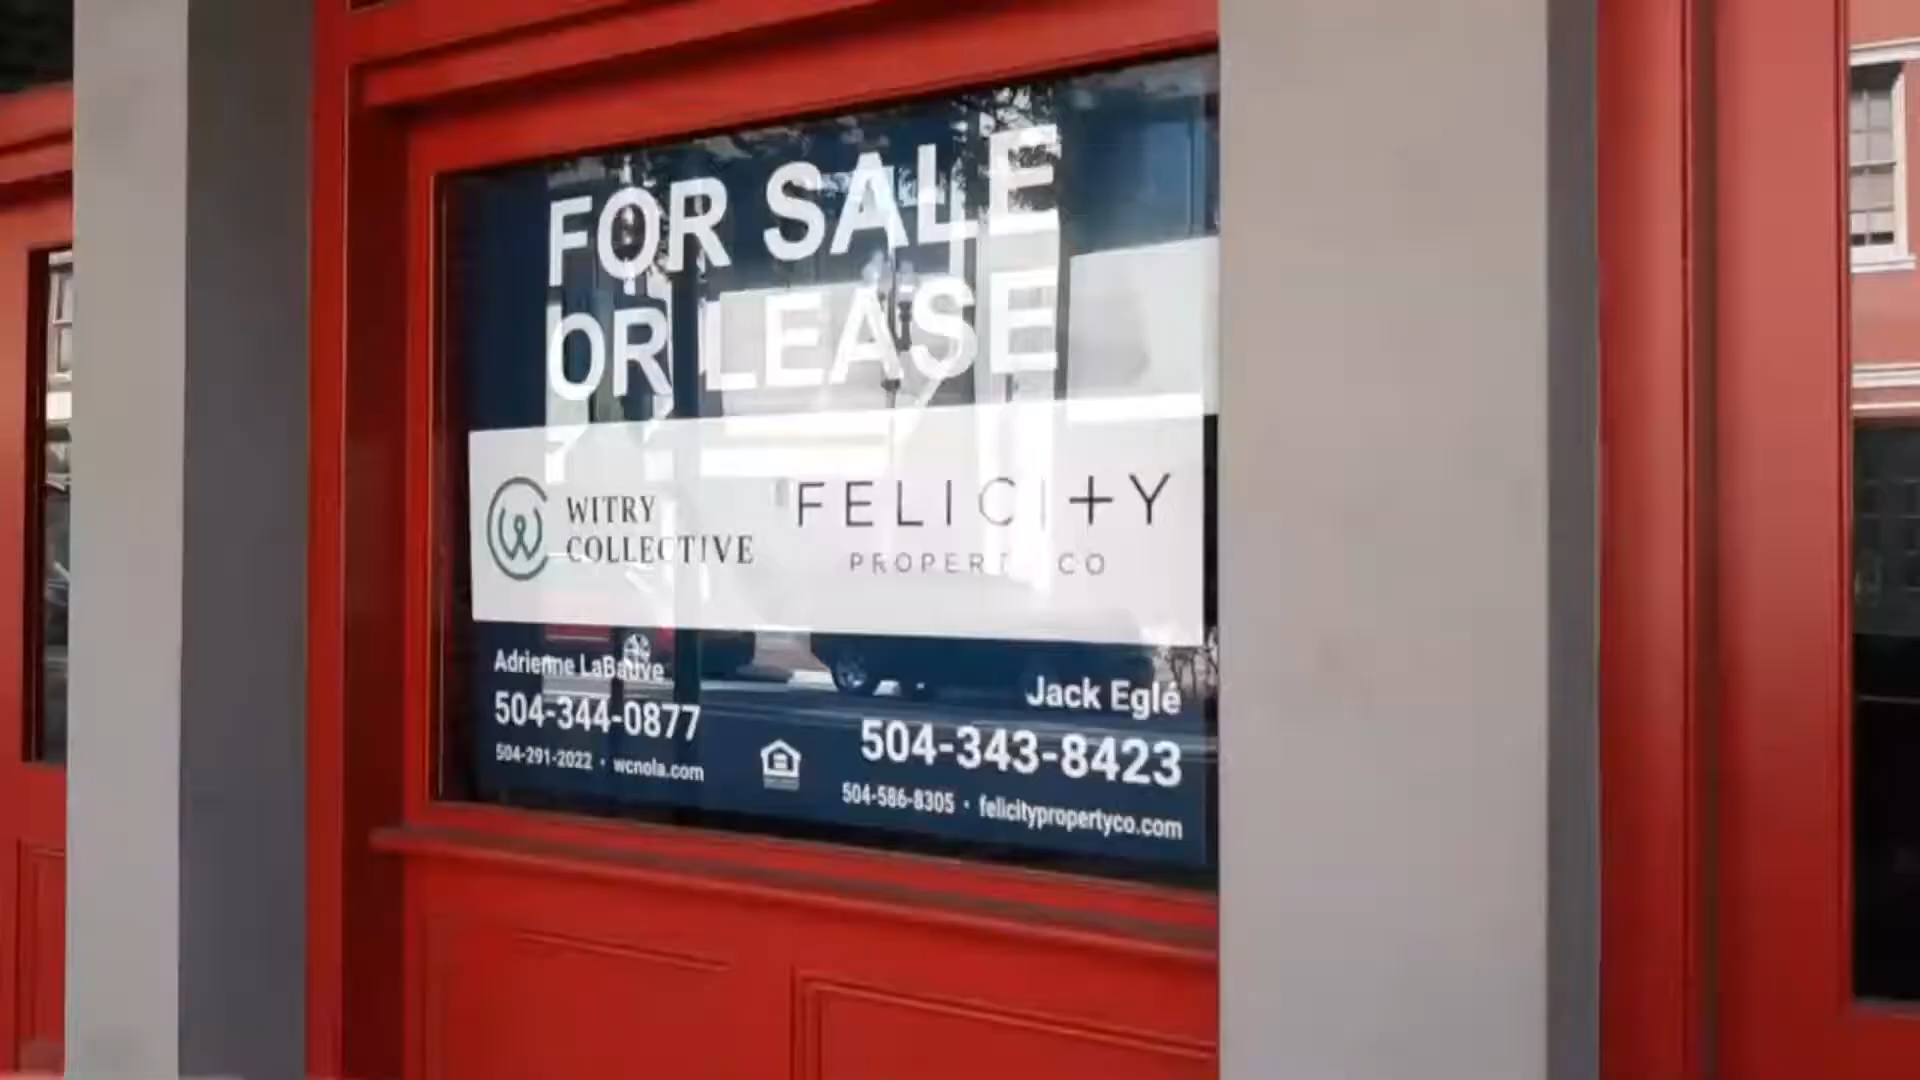 FOR SALE
OR LEASE
WITRY
COLLECTIVE
FELICITY
PROPERTY CO
Adrienne LaBauve
504-344-0877
504-291-2022 • wcnola.com
Jack Eglé
504-343-8423
504-586-8305 • felicitypropertyco.com